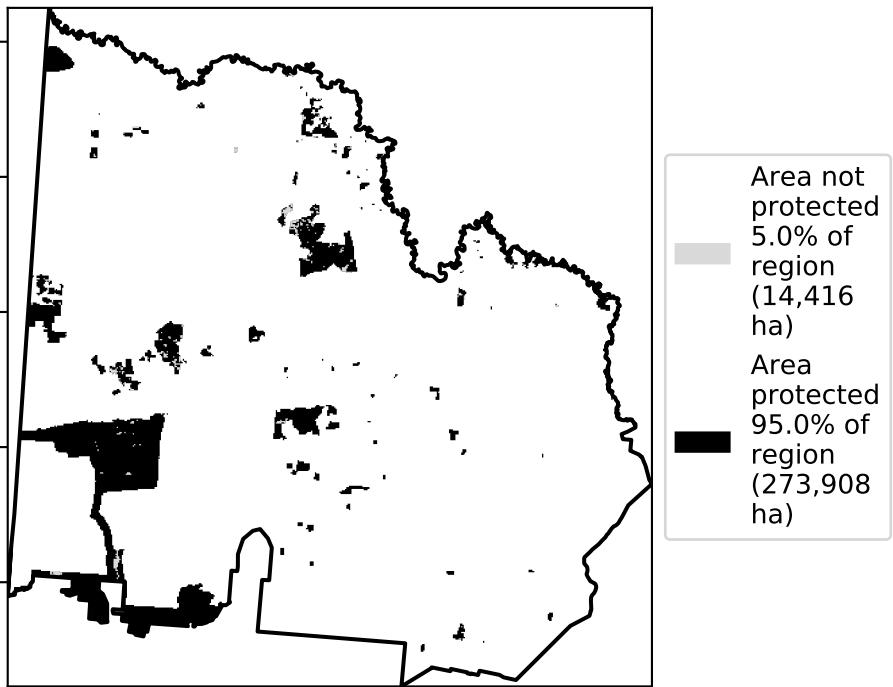 Area not
protected
5.0% of
region
(14,416
ha)
Area
protected
95.0% of
region
(273,908
ha)